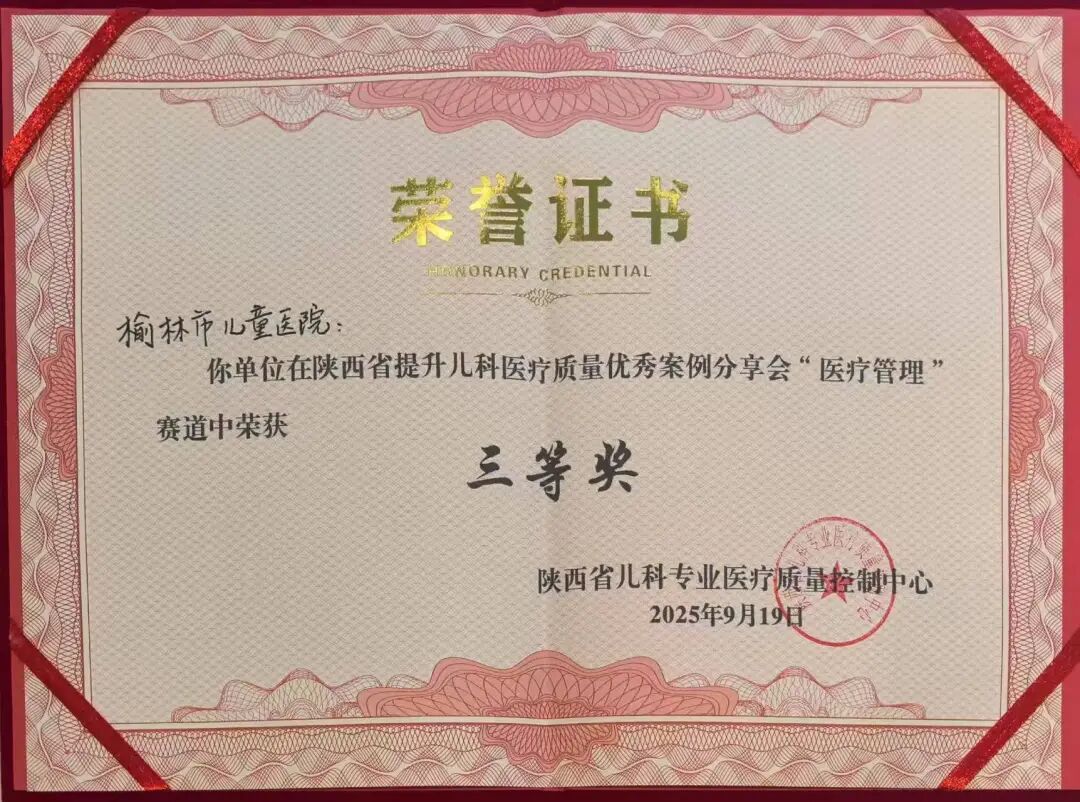 荣誉证书
HONORARY CREDENTIAL
榆林市儿童医院：
你单位在陕西省提升儿科医疗质量优秀案例分享会“医疗管理”
赛道中荣获
三等奖
陕西省儿科专业医疗质量控制中心
2025年9月19日